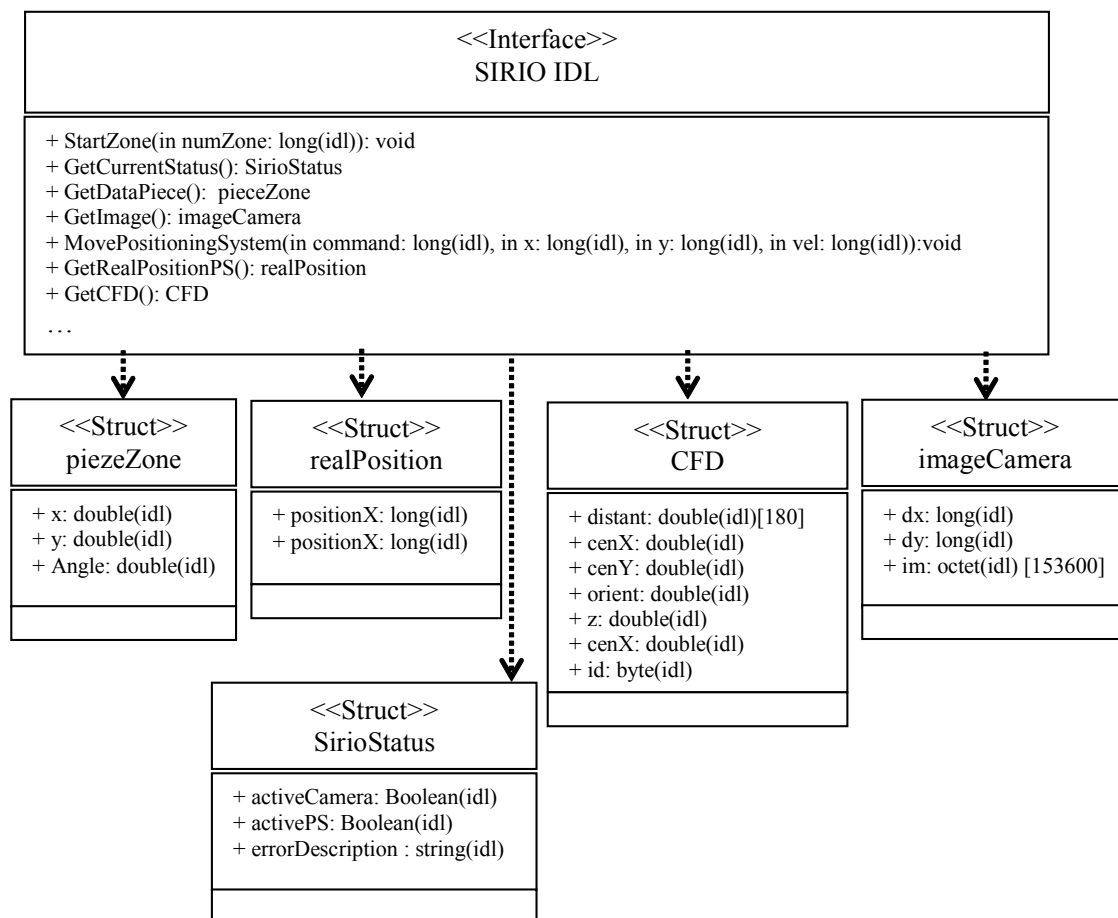 <<Interface>>
SIRIO IDL
+ StartZone(in numZone: long(idl)): void
+ GetCurrentStatus(): SirioStatus
+ GetDataPiece():  pieceZone
+ GetImage(): imageCamera
+ MovePositioningSystem(in command: long(idl), in x: long(idl), in y: long(idl), in vel: long(idl)):void
+ GetRealPositionPS(): realPosition
+ GetCFD(): CFD
…
<<Struct>>
piezeZone
+ x: double(idl)
+ y: double(idl)
+ Angle: double(idl)
<<Struct>>
realPosition
+ positionX: long(idl)
+ positionX: long(idl)
<<Struct>>
CFD
+ distant: double(idl)[180]
+ cenX: double(idl)
+ cenY: double(idl)
+ orient: double(idl)
+ z: double(idl)
+ cenX: double(idl)
+ id: byte(idl)
<<Struct>>
imageCamera
+ dx: long(idl)
+ dy: long(idl)
+ im: octet(idl) [153600]
<<Struct>>
SirioStatus
+ activeCamera: Boolean(idl)
+ activePS: Boolean(idl)
+ errorDescription : string(idl)